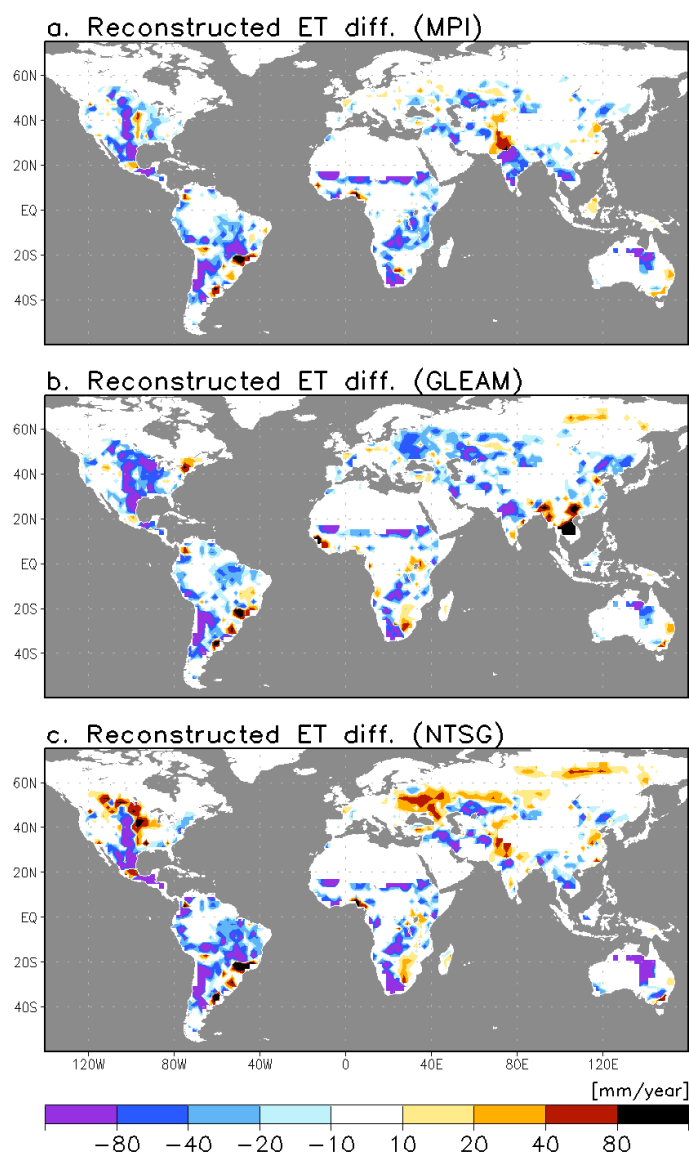 a. Reconstructed ET diff. (MPI)
60N
40N
20N
EQ
20S
40S
b. Reconstructed ET diff. (GLEAM)
60N
40N
20N
EQ
20S
40S
c. Reconstructed ET diff. (NTSG)
60N
40N
20N
EQ
20S
40S
120W 80W 40W 0 40E 80E 120E
[mm/year]
−80 −40 −20 −10 10 20 40 80